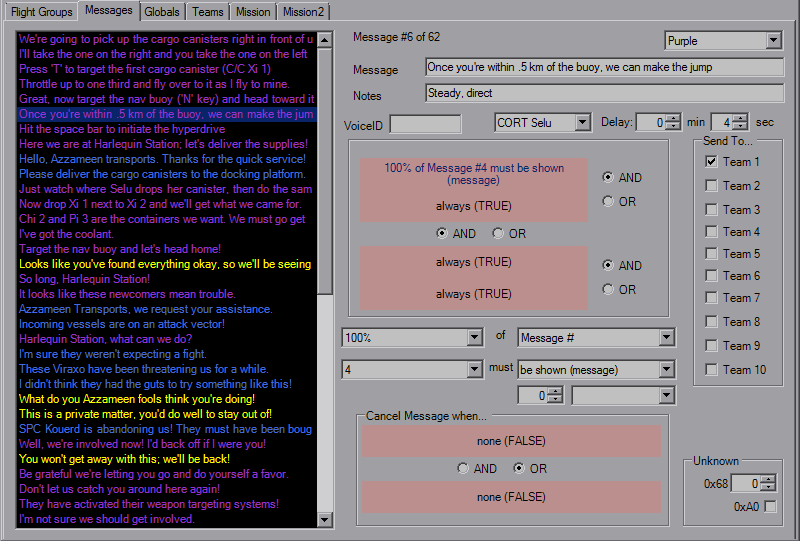 Flight Groups Messages Globals Teams Mission Mission2
We're going to pick up the cargo canisters right in front of u
I'll take the one on the right and you take the one on the left
Press 'T' to target the first cargo canister (C/C Xi 1)
Throttle up to one third and fly over to it as I fly to mine.
Great, now target the nav buoy ('N' key) and head toward it
Once you're within .5 km of the buoy, we can make the jum
Hit the space bar to initiate the hyperdrive
Here we are at Harlequin Station; let's deliver the supplies!
Hello, Azzameen transports. Thanks for the quick service!
Please deliver the cargo canisters to the docking platform.
Just watch where Selu drops her canister, then do the sam
Now drop Xi 1 next to Xi 2 and we'll get what we came for.
Chi 2 and Pi 3 are the containers we want. We must go get
I've got the coolant.
Target the nav buoy and let's head home!
Looks like you've found everything okay, so we'll be seeing
So long, Harlequin Station!
It looks like these newcomers mean trouble.
Azzameen Transports, we request your assistance.
Incoming vessels are on an attack vector!
Harlequin Station, what can we do?
I'm sure they weren't expecting a fight.
These Viraxo have been threatening us for a while.
I didn't think they had the guts to try something like this!
What do you Azzameen fools think you're doing!
This is a private matter, you'd do well to stay out of!
SPC Kouerd is abandoning us! They must have been boug
Well, we're involved now! I'd back off if I were you!
You won't get away with this; we'll be back!
Be grateful we're letting you go and do yourself a favor.
Don't let us catch you around here again!
They have activated their weapon targeting systems!
I'm not sure we should get involved.
Message #6 of 62
Purple
Message
Once you're within .5 km of the buoy, we can make the jump
Notes
Steady, direct
VoiceID
CORT Selu
Delay: 0 min 4 sec
100% of Message #4 must be shown
(message)
always (TRUE)
AND
OR
AND OR
always (TRUE)
always (TRUE)
AND
OR
100% of Message #
4 must be shown (message)
0
Cancel Message when...
none (FALSE)
AND OR
none (FALSE)
Send To...
Team 1
Team 2
Team 3
Team 4
Team 5
Team 6
Team 7
Team 8
Team 9
Team 10
Unknown
0x68 0
0xA0